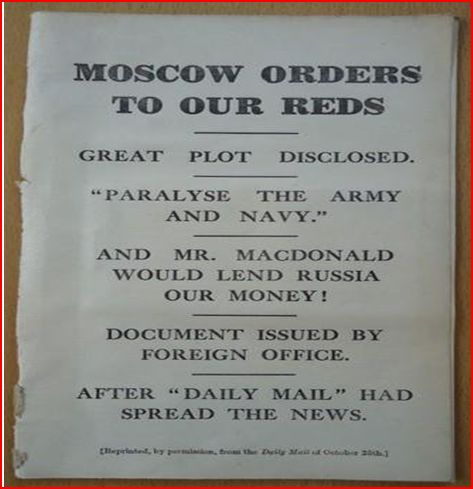 MOSCOW ORDERS
TO OUR REDS
GREAT PLOT DISCLOSED.
"PARALYSE THE ARMY
AND NAVY."
AND MR. MACDONALD
WOULD LEND RUSSIA
OUR MONEY!
DOCUMENT ISSUED BY
FOREIGN OFFICE.
AFTER "DAILY MAIL" HAD
SPREAD THE NEWS.
[Reprinted, by permission, from the Daily Mail of October 25th.]